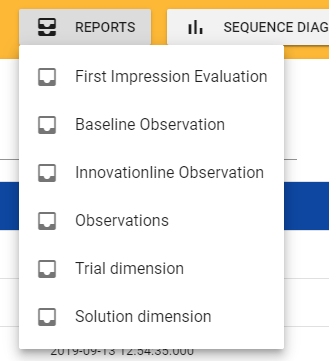 REPORTS
SEQUENCE DIAG
First Impression Evaluation
Baseline Observation
Innovationline Observation
Observations
Trial dimension
Solution dimension
2019-09-13 12:54:35.000